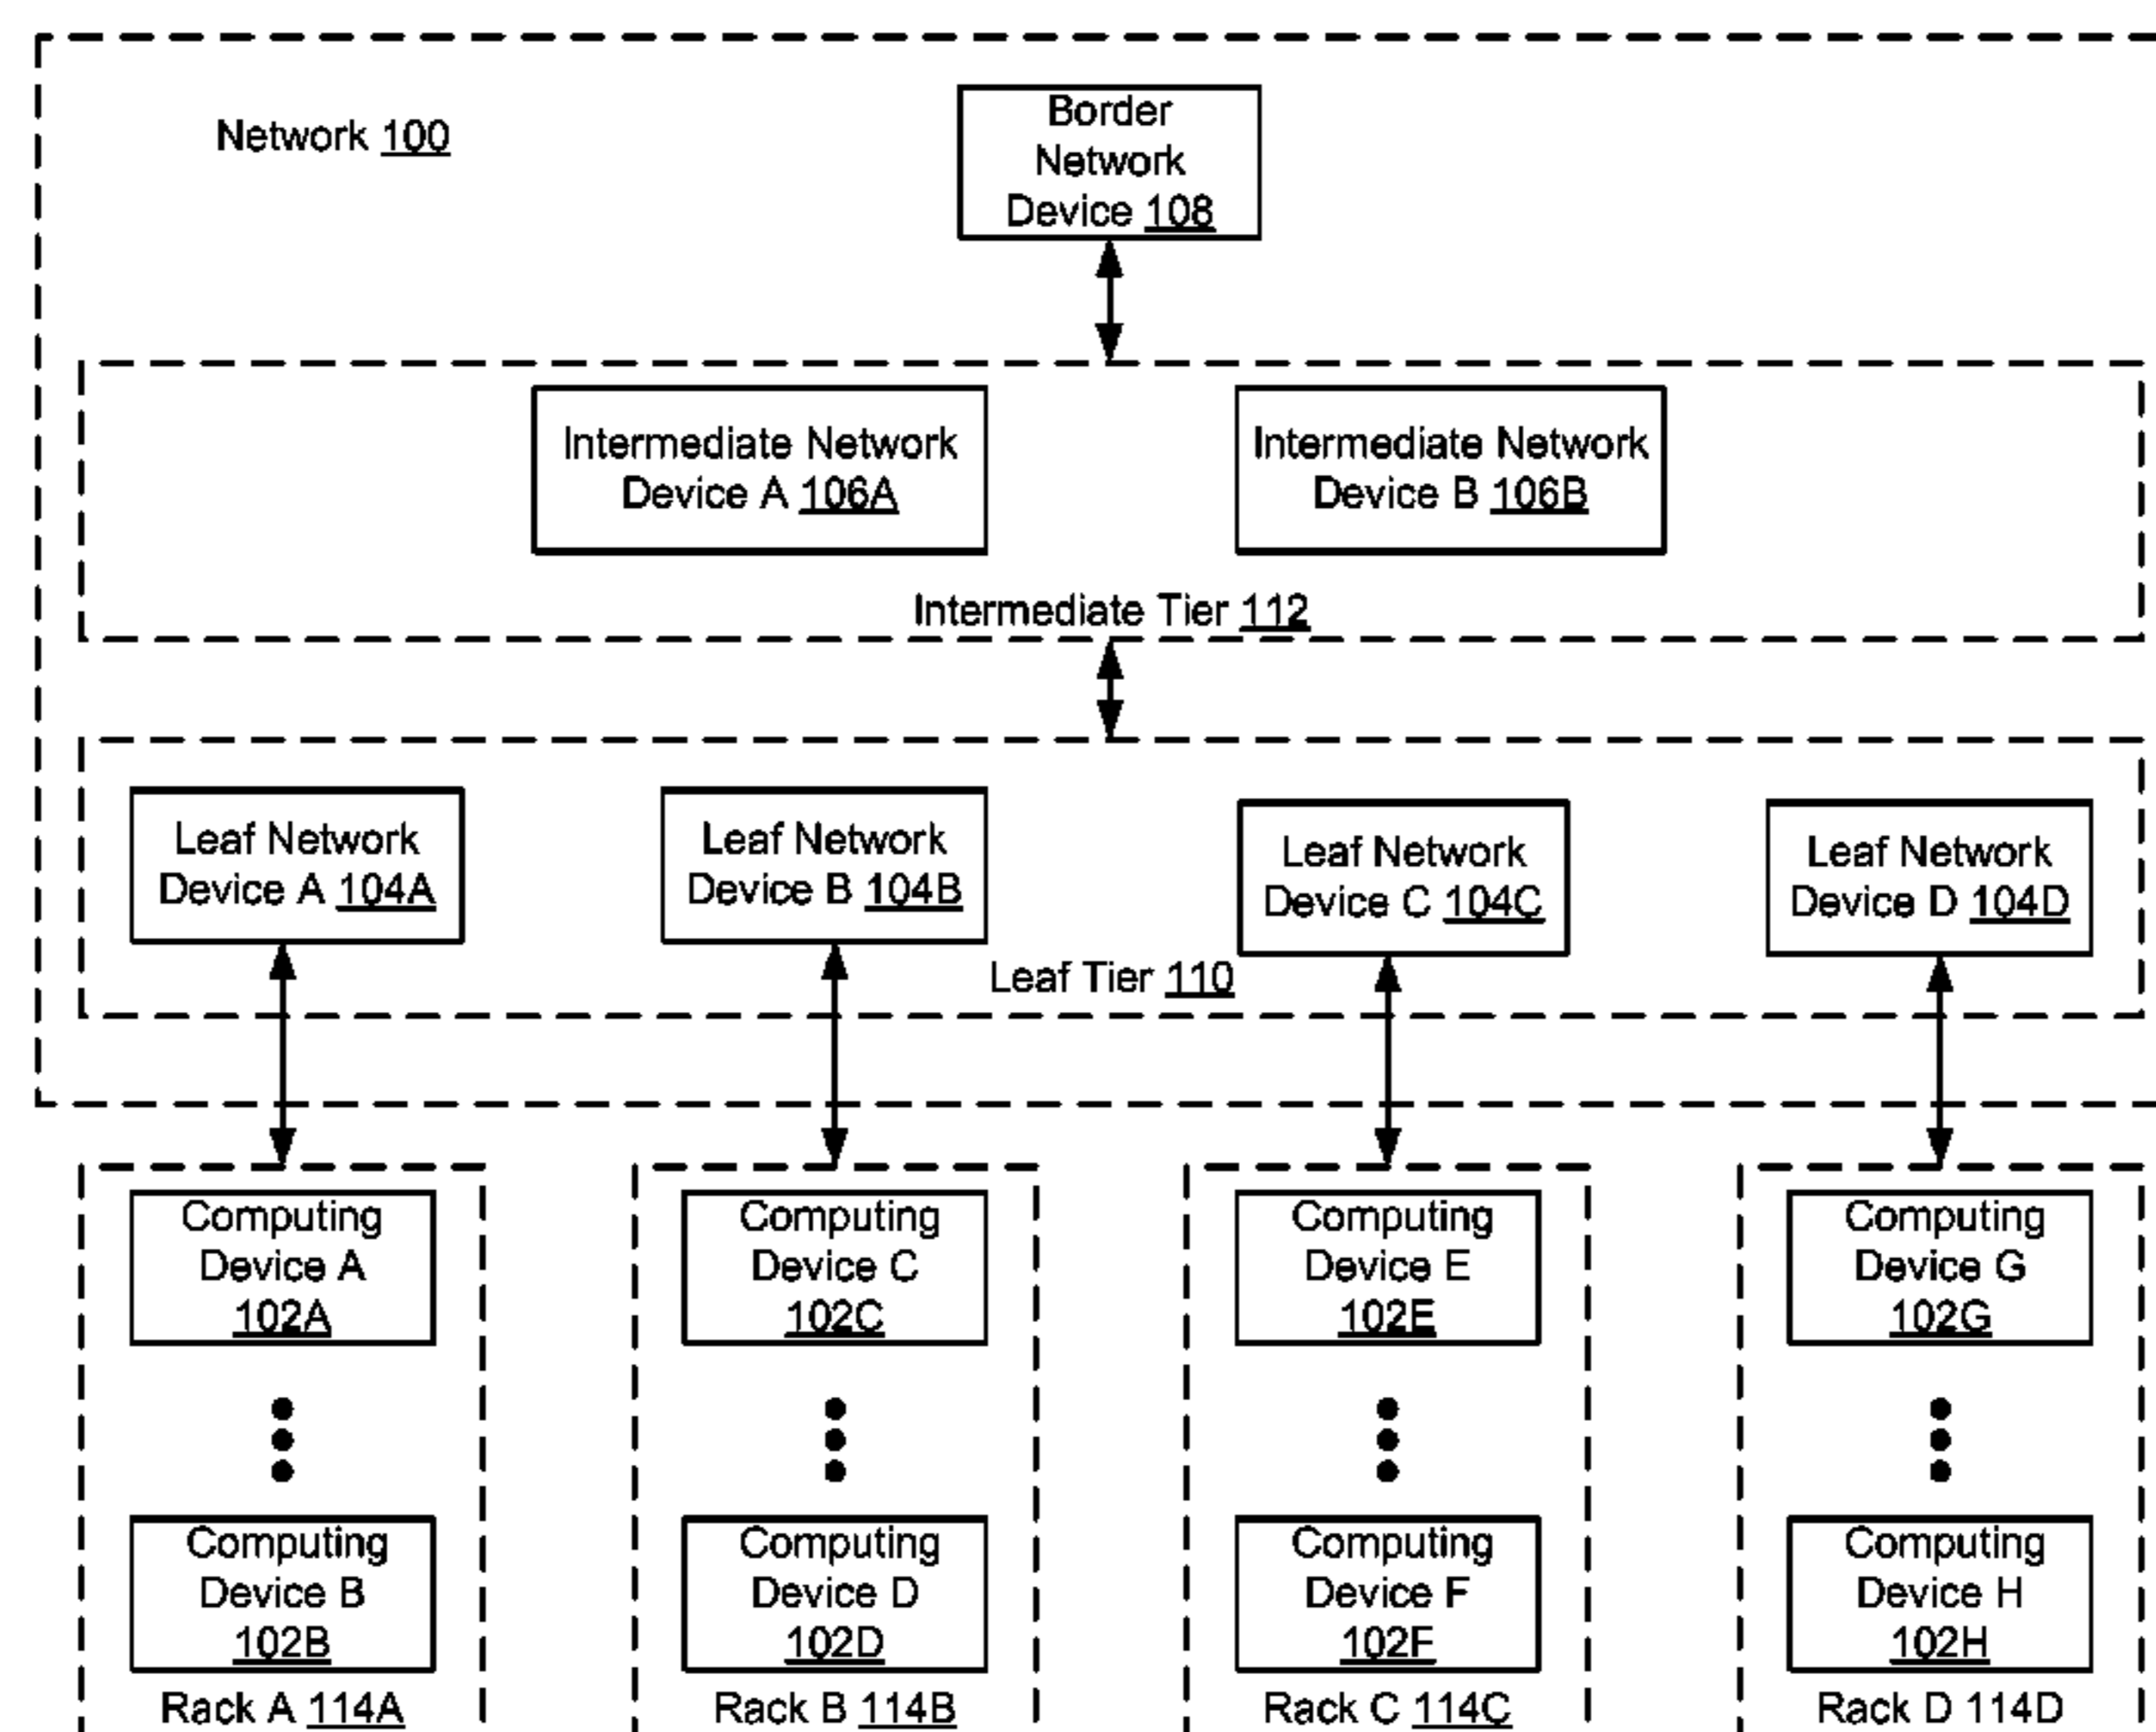 Network 100
Border
Network
Device 108
Intermediate Network
Device A 106A
Intermediate Network
Device B 106B
Intermediate Tier 112
Leaf Network
Device A 104A
Leaf Network
Device B 104B
Leaf Network
Device C 104C
Leaf Network
Device D 104D
Leaf Tier 110
Computing
Device A
102A
Computing
Device C
102C
Computing
Device E
102E
Computing
Device G
102G
Computing
Device B
102B
Computing
Device D
102D
Computing
Device F
102F
Computing
Device H
102H
Rack A 114A
Rack B 114B
Rack C 114C
Rack D 114D